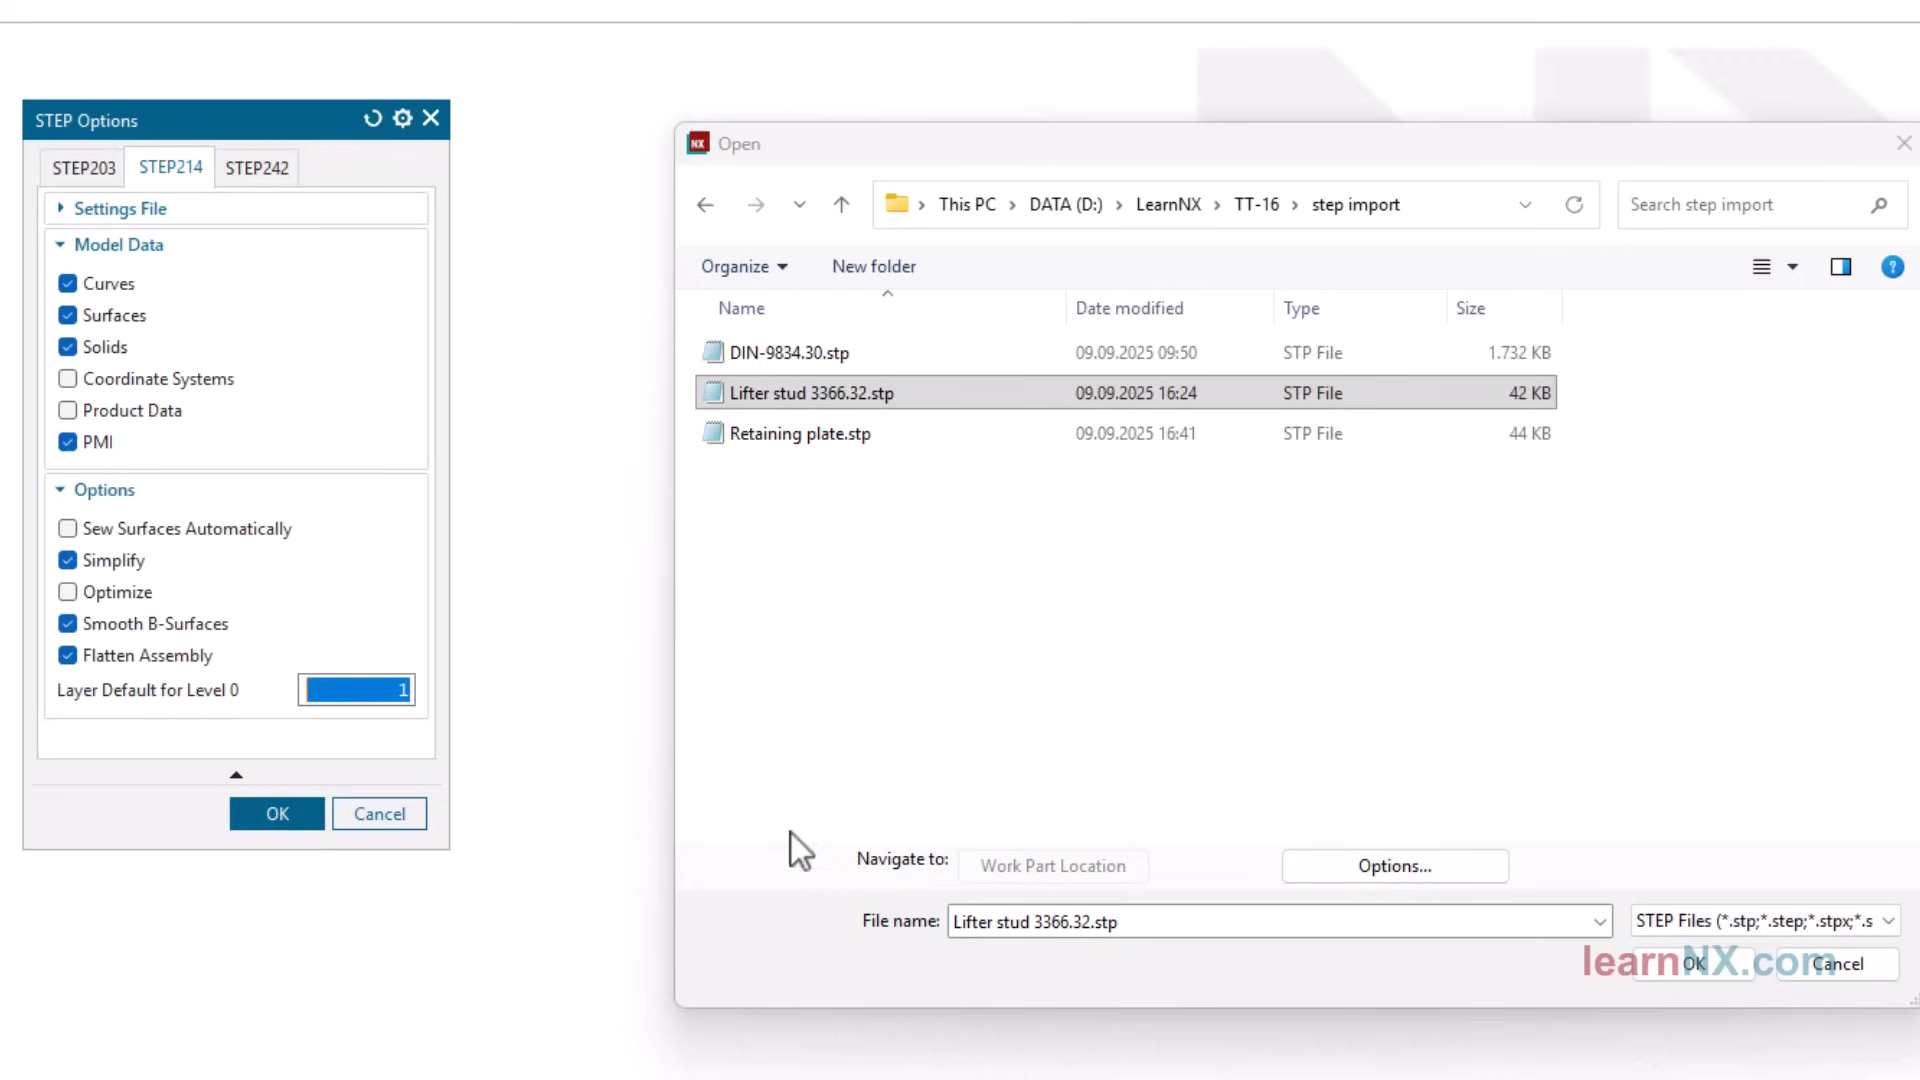 STEP Options
STEP203 STEP214 STEP242
Settings File
Model Data
Curves
Surfaces
Solids
Coordinate Systems
Product Data
PMI
Options
Sew Surfaces Automatically
Simplify
Optimize
Smooth B-Surfaces
Flatten Assembly
Layer Default for Level 0 1
OK Cancel
NX Open
This PC > DATA (D:) > LearnNX > TT-16 > step import
Search step import
Organize New folder
?
Name Date modified Type Size
DIN-9834.30.stp 09.09.2025 09:50 STP File 1.732 KB
Lifter stud 3366.32.stp 09.09.2025 16:24 STP File 42 KB
Retaining plate.stp 09.09.2025 16:41 STP File 44 KB
Navigate to: Work Part Location Options...
File name: Lifter stud 3366.32.stp STEP Files (*.stp;*.step;*.stpx;*.s
OK Cancel
learnNX.com